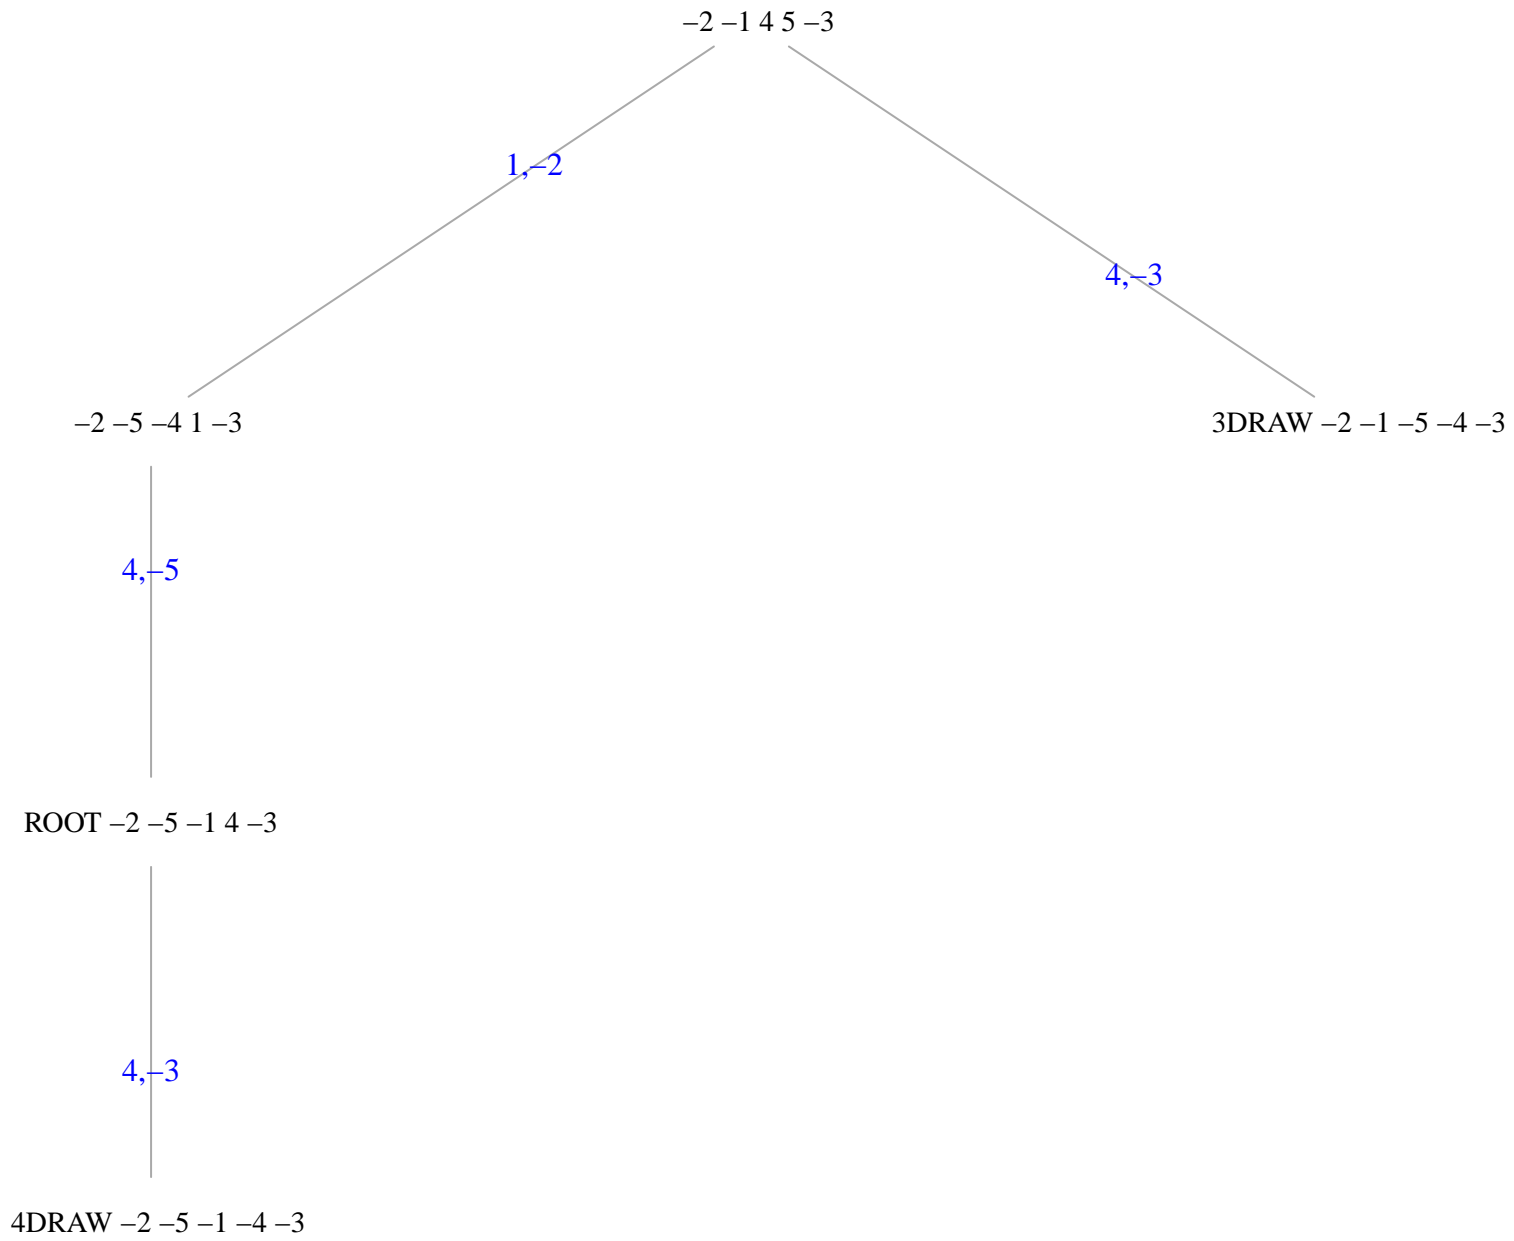 –2 –1 4 5 –3
1,–2
4,–3
–2 –5 –4 1 –3
3DRAW –2 –1 –5 –4 –3
4,–5
ROOT –2 –5 –1 4 –3
4,–3
4DRAW –2 –5 –1 –4 –3